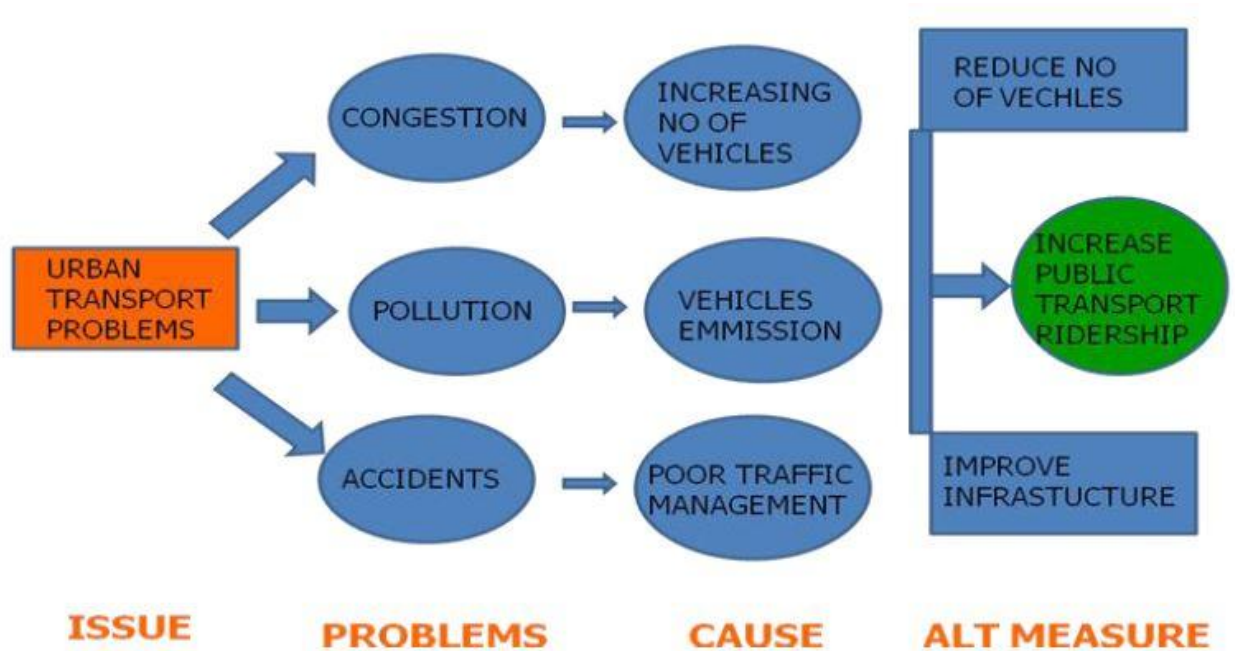 URBAN
TRANSPORT
PROBLEMS
CONGESTION
POLLUTION
ACCIDENTS
INCREASING
NO OF
VEHICLES
VEHICLES
EMMISSION
POOR TRAFFIC
MANAGEMENT
REDUCE NO
OF VECHLES
INCREASE
PUBLIC
TRANSPORT
RIDERSHIP
IMPROVE
INFRASTUCTURE
ISSUE
PROBLEMS
CAUSE
ALT MEASURE